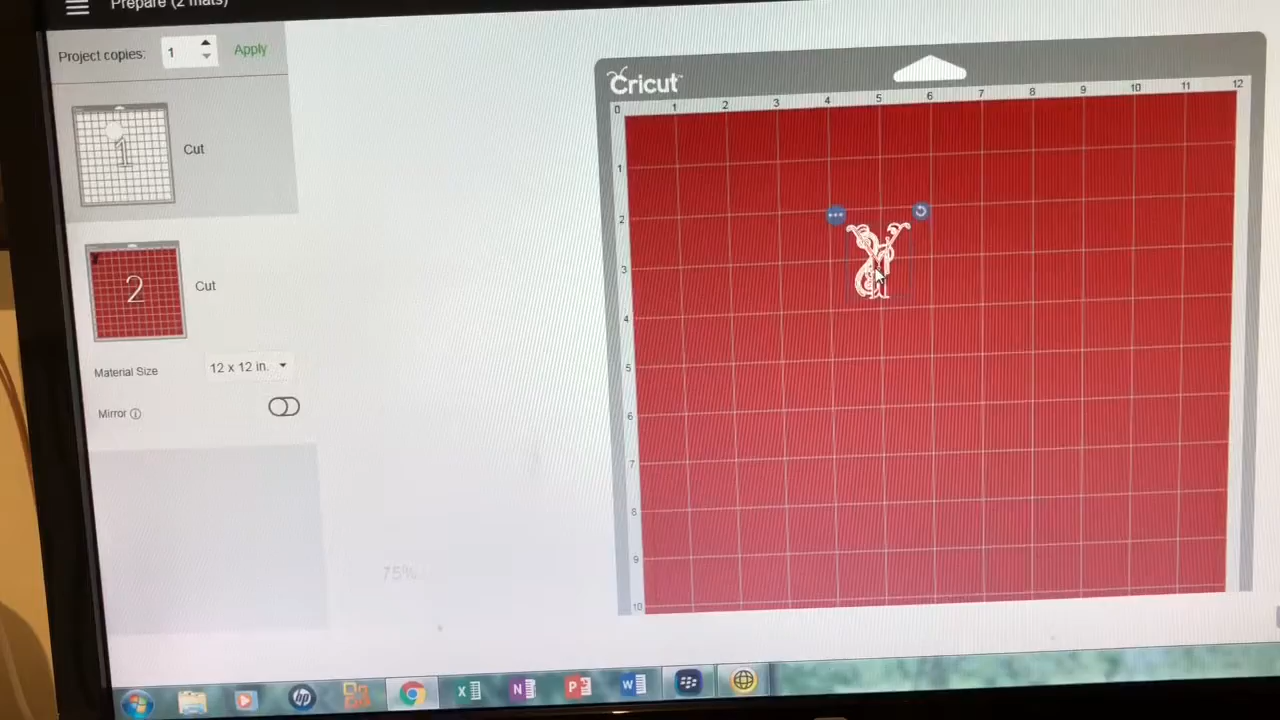 Prepare (2 mats)
Project copies: 1 Apply
Cricut
0 1 2 3 4 5 6 7 8 9 10 11 12
1
1
Cut
2
3
2
Cut
4
5
Material Size 12 x 12 in.
6
Mirror
7
8
9
75%
10